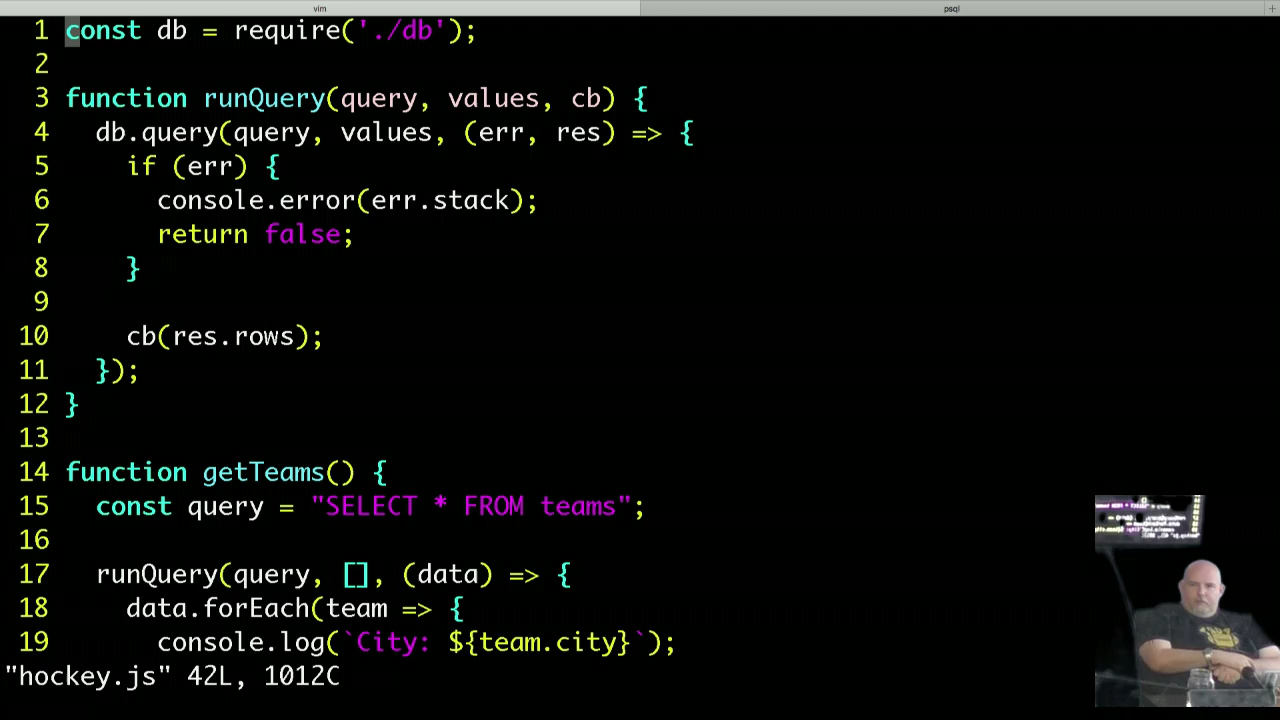 vim psql +
1 const db = require('./db');
2
3 function runQuery(query, values, cb) {
4 db.query(query, values, (err, res) => {
5 if (err) {
6 console.error(err.stack);
7 return false;
8 }
9
10 cb(res.rows);
11 });
12 }
13
14 function getTeams() {
15 const query = "SELECT * FROM teams";
16
17 runQuery(query, [], (data) => {
18 data.forEach(team => {
19 console.log(`City: ${team.city}`);
"hockey.js" 42L, 1012C